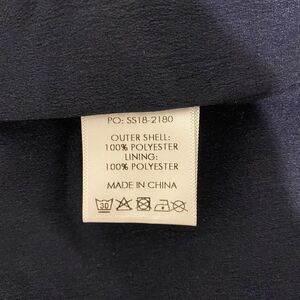 PO: SS18-2180
OUTER SHELL:
100% POLYESTER
LINING:
100% POLYESTER
MADE IN CHINA
30